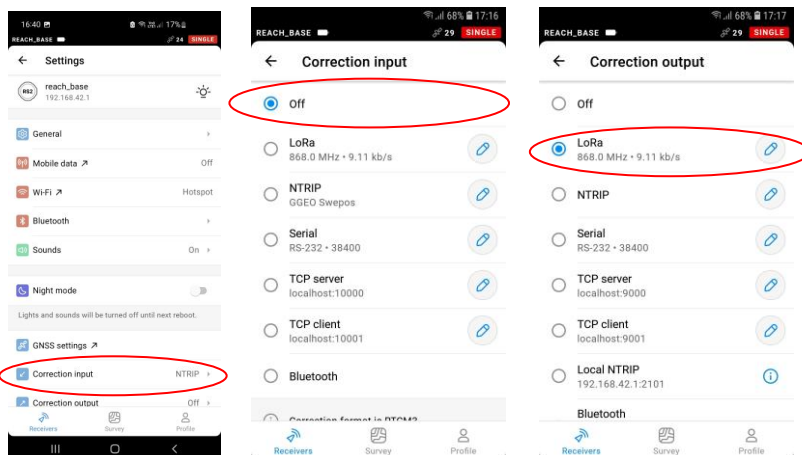 16:40 17%
REACH_BASE 24 SINGLE
Settings
RS2
reach_base
192.168.42.1
General
Mobile data Off
Wi-Fi Hotspot
Bluetooth
Sounds On
Night mode
Lights and sounds will be turned off until next reboot.
GNSS settings
Correction input NTRIP
Correction output Off
Receivers Survey Profile
68% 17:16
REACH_BASE 29 SINGLE
Correction input
Off
LoRa
868.0 MHz • 9.11 kb/s
NTRIP
GGEO Swepos
Serial
RS-232 • 38400
TCP server
localhost:10000
TCP client
localhost:10001
Bluetooth
Correction format is RTCM3
Receivers Survey Profile
68% 17:17
REACH_BASE 29 SINGLE
Correction output
Off
LoRa
868.0 MHz • 9.11 kb/s
NTRIP
Serial
RS-232 • 38400
TCP server
localhost:9000
TCP client
localhost:9001
Local NTRIP
192.168.42.1:2101
Bluetooth
Receivers Survey Profile